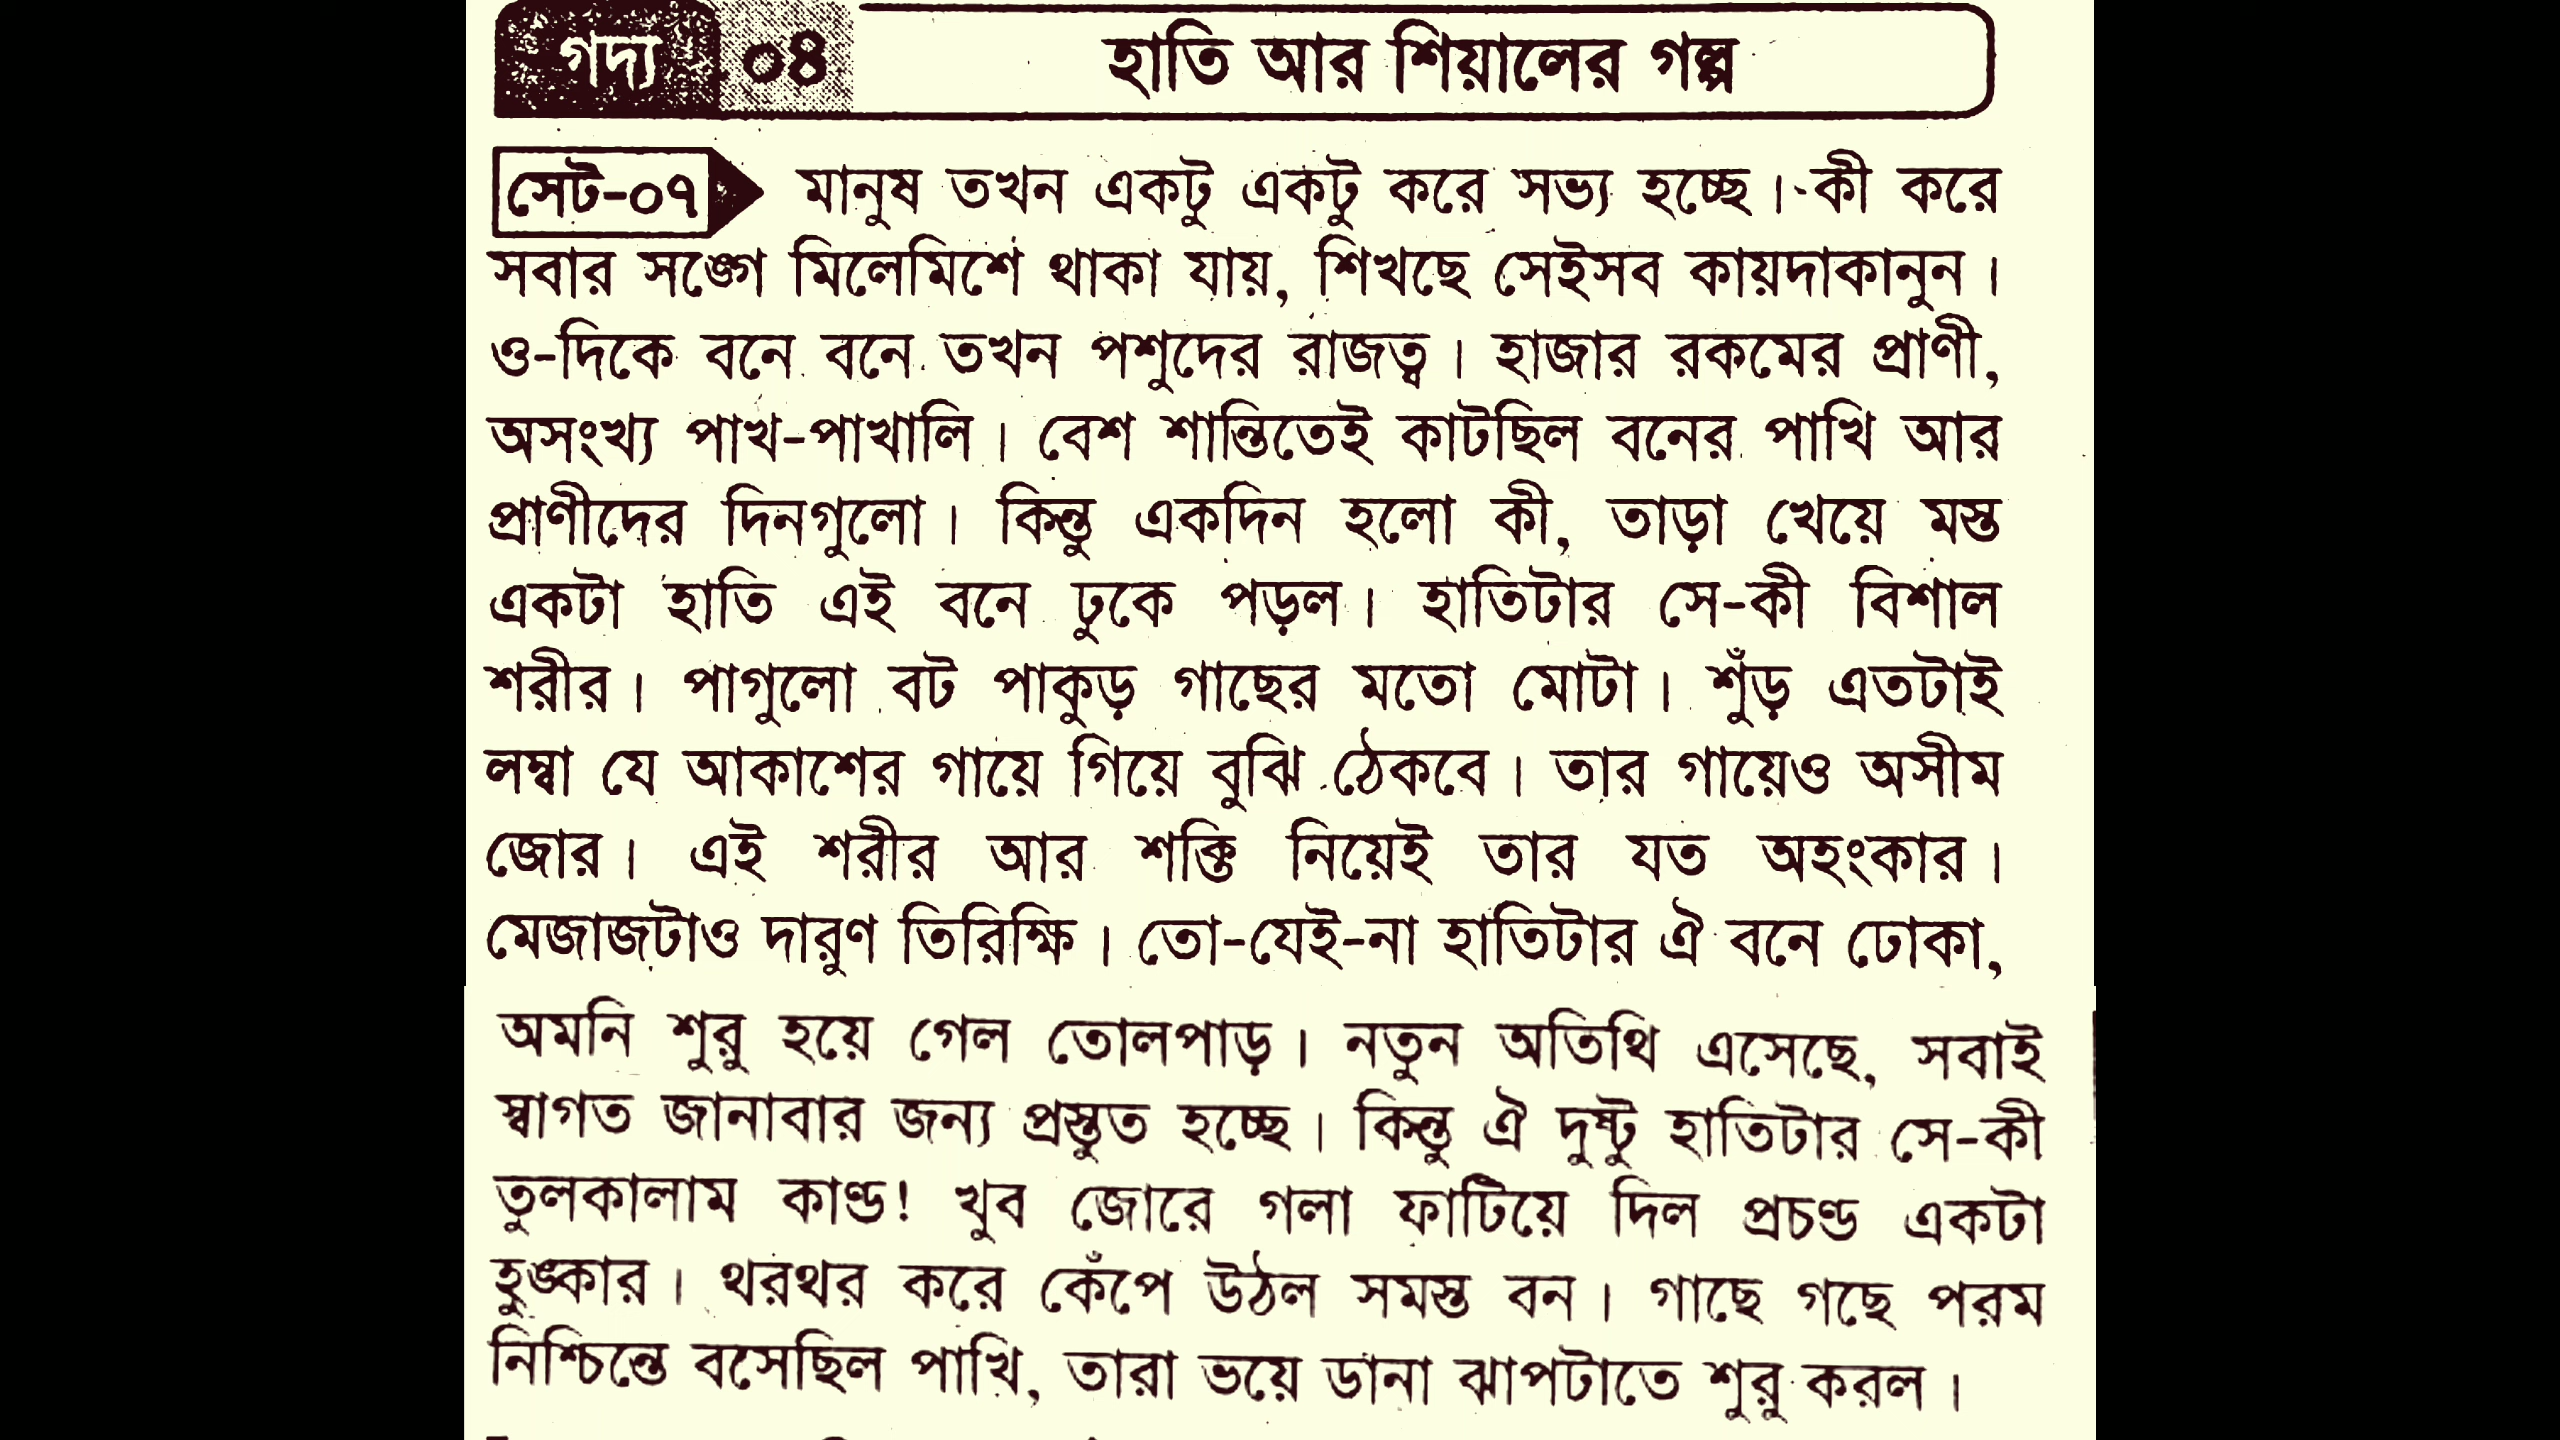 গদ্য ০৪ হাতি আর শিয়ালের গল্প
সেট-০৭ মানুষ তখন একটু একটু করে সভ্য হচ্ছে। কী করে
সবার সঙ্গে মিলেমিশে থাকা যায়, শিখছে সেইসব কায়দাকানুন।
ও-দিকে বনে বনে তখন পশুদের রাজত্ব। হাজার রকমের প্রাণী,
অসংখ্য পাখ-পাখালি। বেশ শান্তিতেই কাটছিল বনের পাখি আর
প্রাণীদের দিনগুলো। কিন্তু একদিন হলো কী, তাড়া খেয়ে মস্ত
একটা হাতি এই বনে ঢুকে পড়ল। হাতিটার সে-কী বিশাল
শরীর। পাগুলো বট পাকুড় গাছের মতো মোটা। শুঁড় এতটাই
লম্বা যে আকাশের গায়ে গিয়ে বুঝি ঠেকবে। তার গায়েও অসীম
জোর। এই শরীর আর শক্তি নিয়েই তার যত অহংকার।
মেজাজটাও দারুণ তিরিক্ষি। তো-যেই-না হাতিটার ঐ বনে ঢোকা,
অমনি শুরু হয়ে গেল তোলপাড়। নতুন অতিথি এসেছে, সবাই
স্বাগত জানাবার জন্য প্রস্তুত হচ্ছে। কিন্তু ঐ দুষ্টু হাতিটার সে-কী
তুলকালাম কাণ্ড! খুব জোরে গলা ফাটিয়ে দিল প্রচণ্ড একটা
হুঙ্কার। থরথর করে কেঁপে উঠল সমস্ত বন। গাছে গছে পরম
নিশ্চিন্তে বসেছিল পাখি, তারা ভয়ে ডানা ঝাপটাতে শুরু করল।